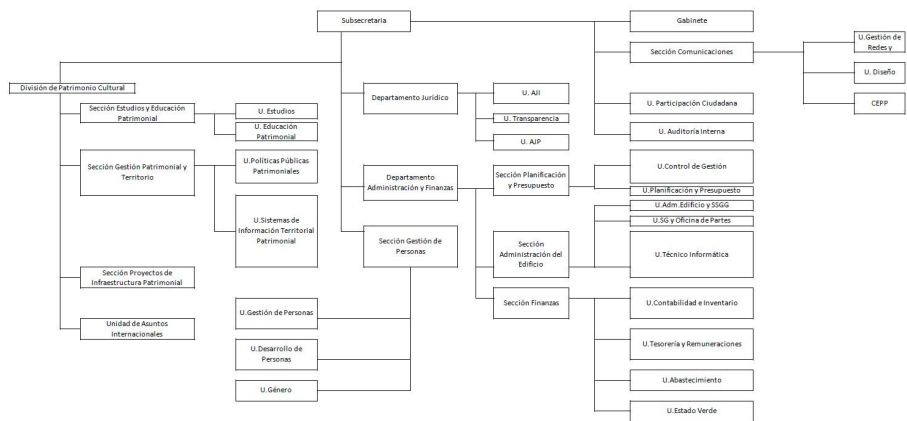 Subsecretaria
Gabinete
Sección Comunicaciones
U.Gestión de
Redes y
U. Diseño
CEPP
U. Participación Ciudadana
U. Auditoría Interna
División de Patrimonio Cultural
Sección Estudios y Educación
Patrimonial
U. Estudios
U. Educación
Patrimonial
Sección Gestión Patrimonial y
Territorio
U.Políticas Públicas
Patrimoniales
U.Sistemas de
Información Territorial
Patrimonial
Sección Proyectos de
Infraestructura Patrimonial
Unidad de Asuntos
Internacionales
Departamento Jurídico
U. AJI
U. Transparencia
U. AJP
Departamento
Administración y Finanzas
Sección Planificación
y Presupuesto
U.Control de Gestión
U.Planificación y Presupuesto
Sección
Administración del
Edificio
U.Adm.Edificio y SSGG
U.SG y Oficina de Partes
U.Técnico Informática
Sección Finanzas
U.Contabilidad e Inventario
U.Tesorería y Remuneraciones
U.Abastecimiento
U.Estado Verde
Sección Gestión de
Personas
U.Gestión de Personas
U.Desarrollo de
Personas
U.Género